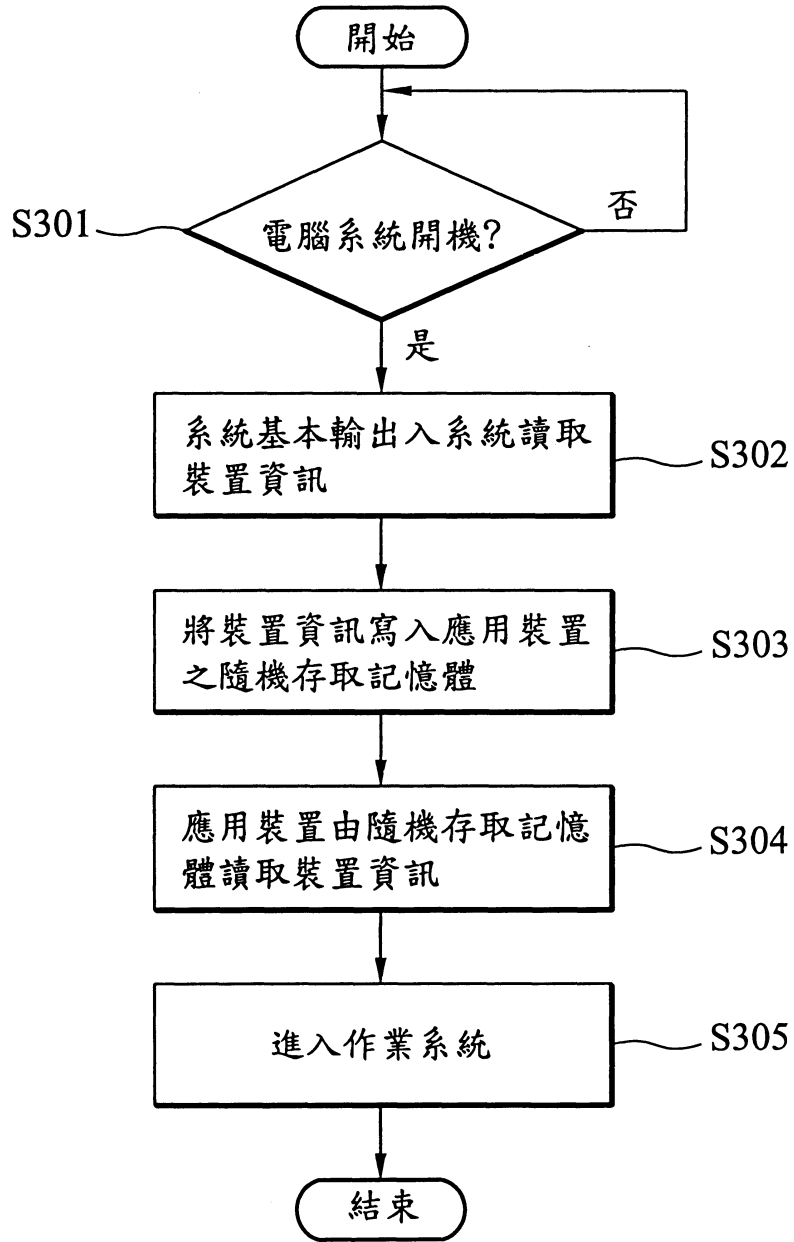 開始
否
S301
電腦系統開機?
是
系統基本輸出入系統讀取
裝置資訊
S302
將裝置資訊寫入應用裝置
之隨機存取記憶體
S303
應用裝置由隨機存取記憶
體讀取裝置資訊
S304
進入作業系統
S305
結束